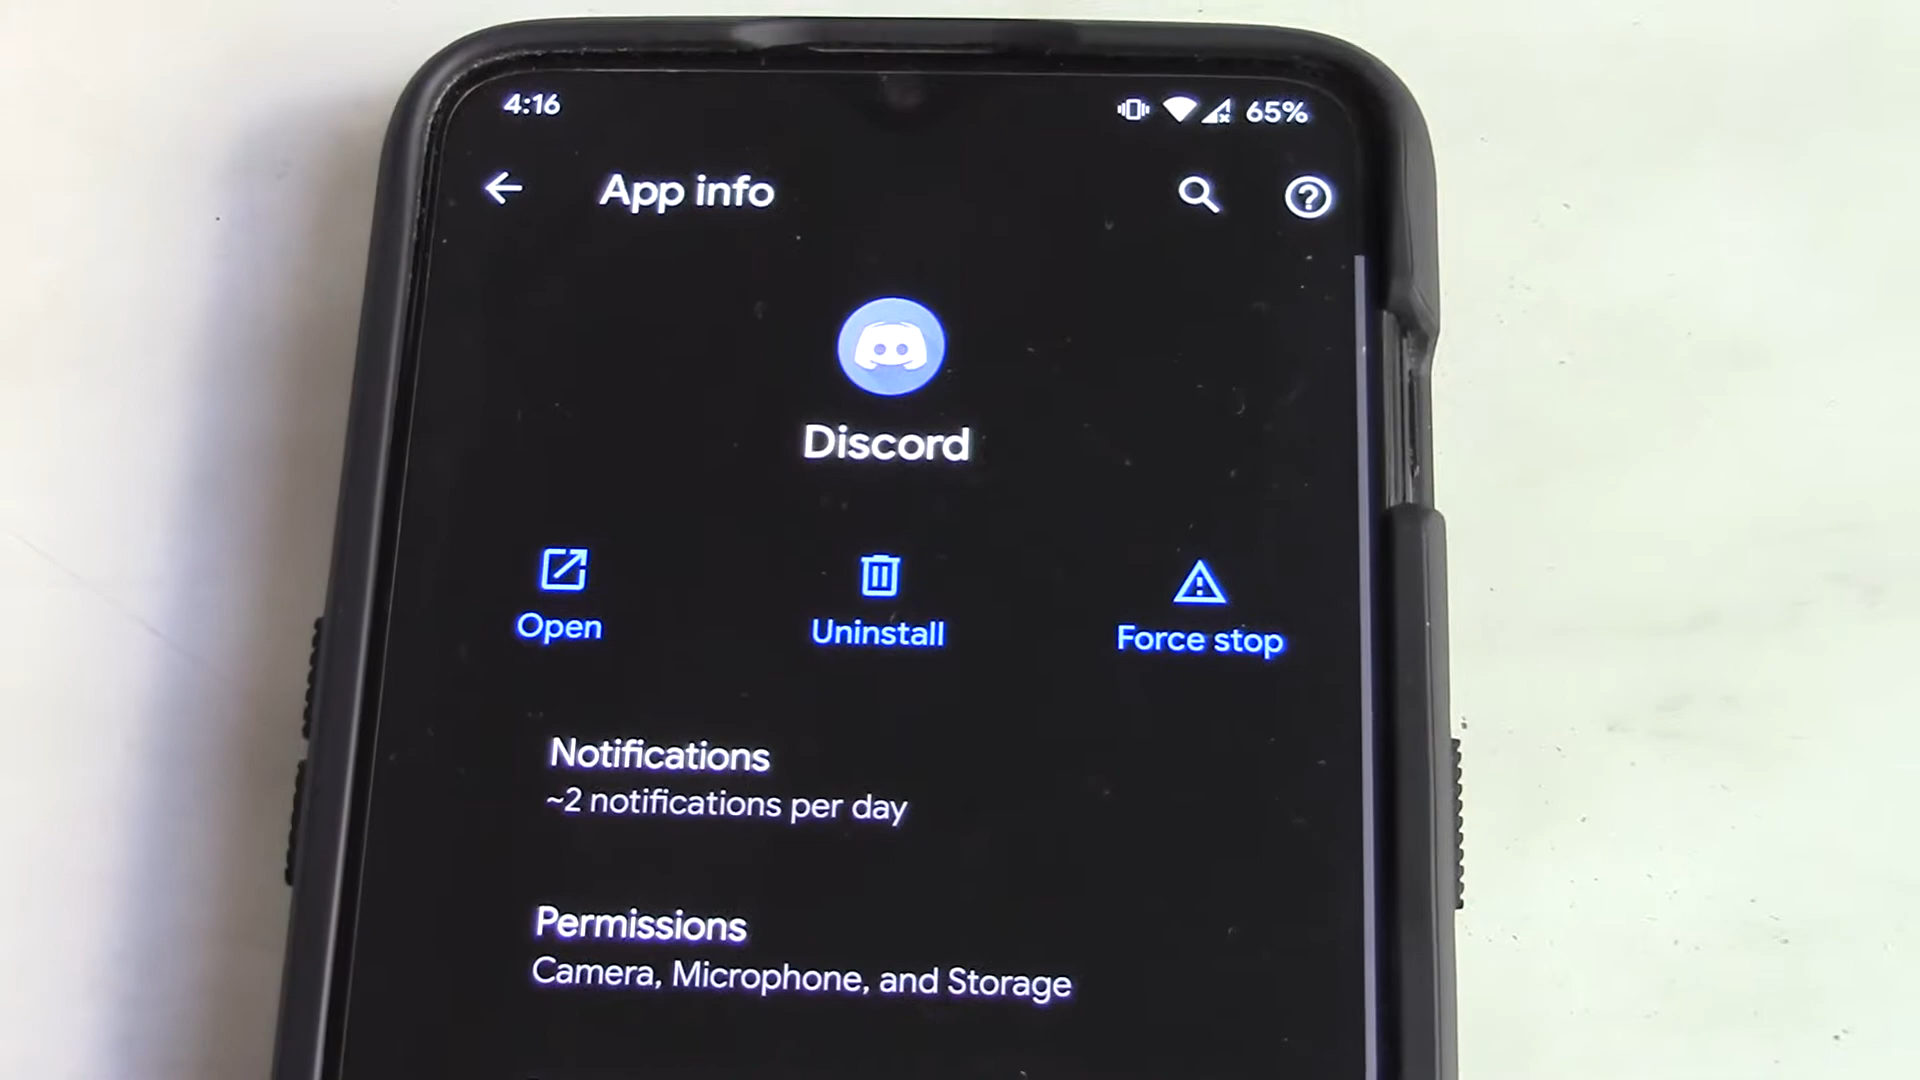 4:16
65%
App info
Discord
Open
Uninstall
Force stop
Notifications
~2 notifications per day
Permissions
Camera, Microphone, and Storage